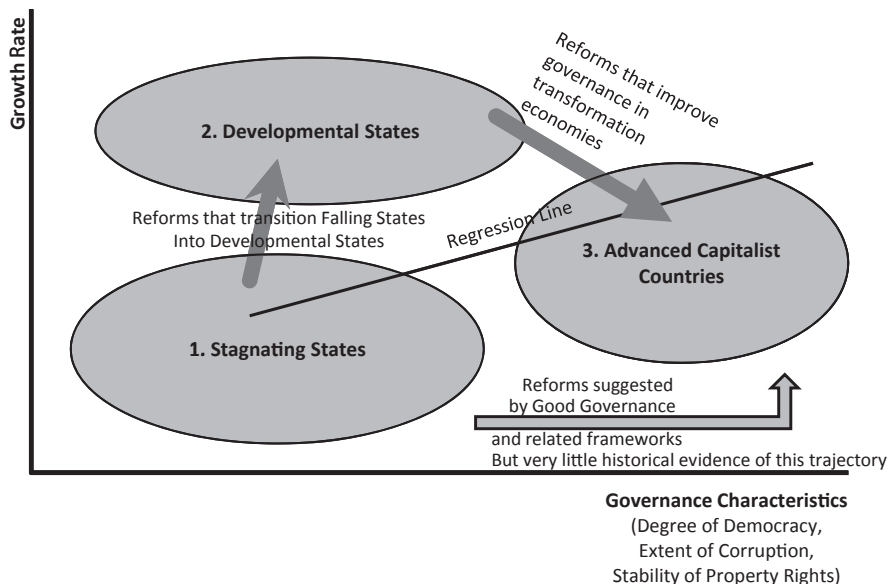 Growth Rate
2. Developmental States
Reforms that improve
governance in
transformation
economies
Reforms that transition Falling States
Into Developmental States
Regression Line
3. Advanced Capitalist
Countries
1. Stagnating States
Reforms suggested
by Good Governance
and related frameworks
But very little historical evidence of this trajectory
Governance Characteristics
(Degree of Democracy,
Extent of Corruption,
Stability of Property Rights)